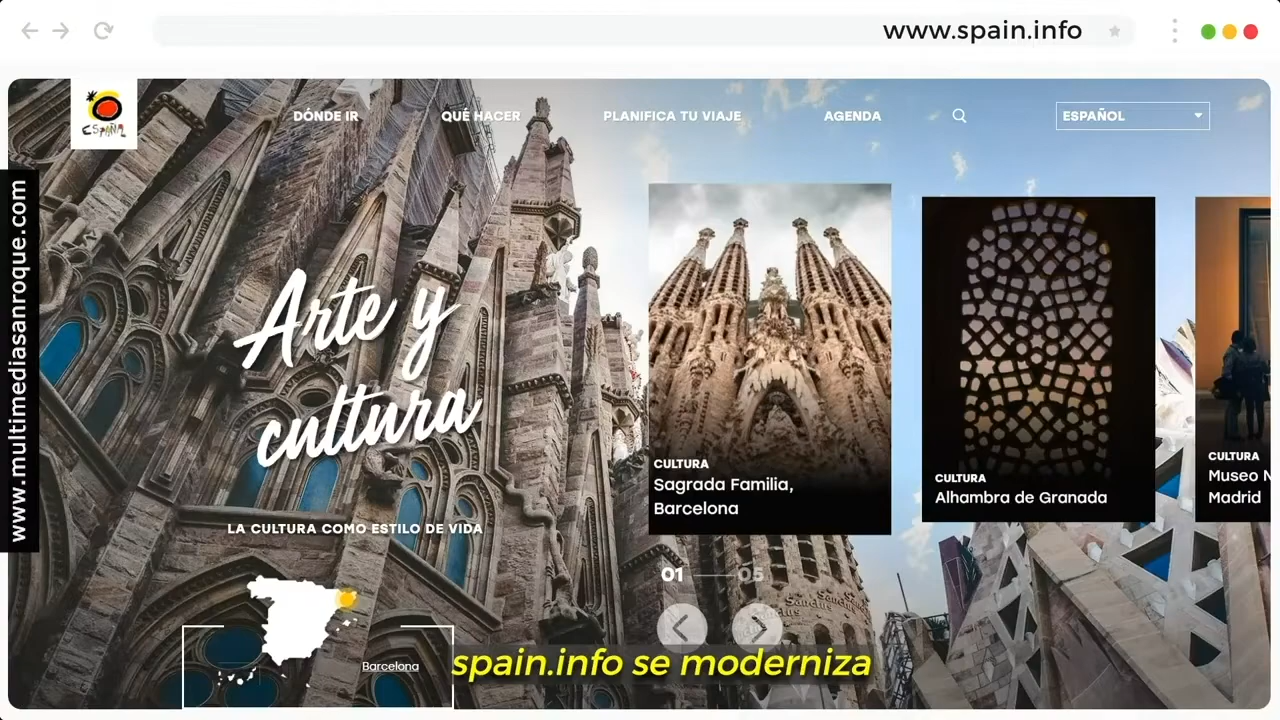 www.spain.info
ESPAÑA
DÓNDE IR
QUÉ HACER
PLANIFICA TU VIAJE
AGENDA
ESPAÑOL
www.multimediasanroque.com
Arte y
cultura
LA CULTURA COMO ESTILO DE VIDA
CULTURA
Sagrada Familia,
Barcelona
CULTURA
Alhambra de Granada
CULTURA
Museo N
Madrid
01
05
Sanctus
Sanctus
Barcelona
spain.info se moderniza